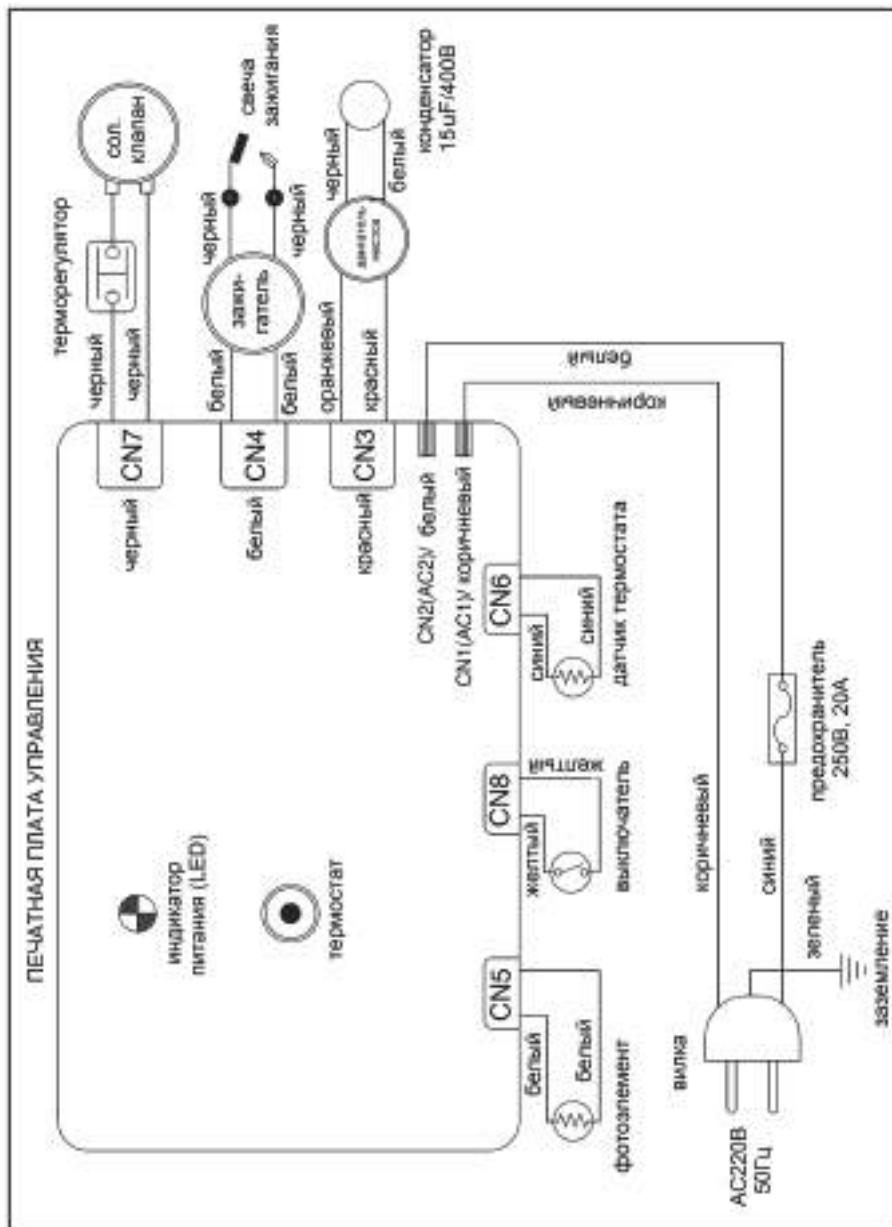 ПЕЧАТНАЯ ПЛАТА УПРАВЛЕНИЯ
индикатор
питания (LED)
термостат
CN7
черный
черный
черный
терморегулятор
сол.
клапан
CN4
белый
белый
белый
зажи-
гатель
черный
черный
свеча
зажигания
CN3
красный
оранжевый
красный
двигатель
насоса
черный
белый
конденсатор
15uF/400В
CN2(AC2)/ белый
CN1(AC1)/ коричневый
белый
коричневый
CN5
белый
белый
фотоэлемент
CN8
желтый
желтый
выключатель
CN6
синий
синий
датчик термостата
AC220В
50Гц
вилка
коричневый
синий
зеленый
заземление
предохранитель
250В, 20А